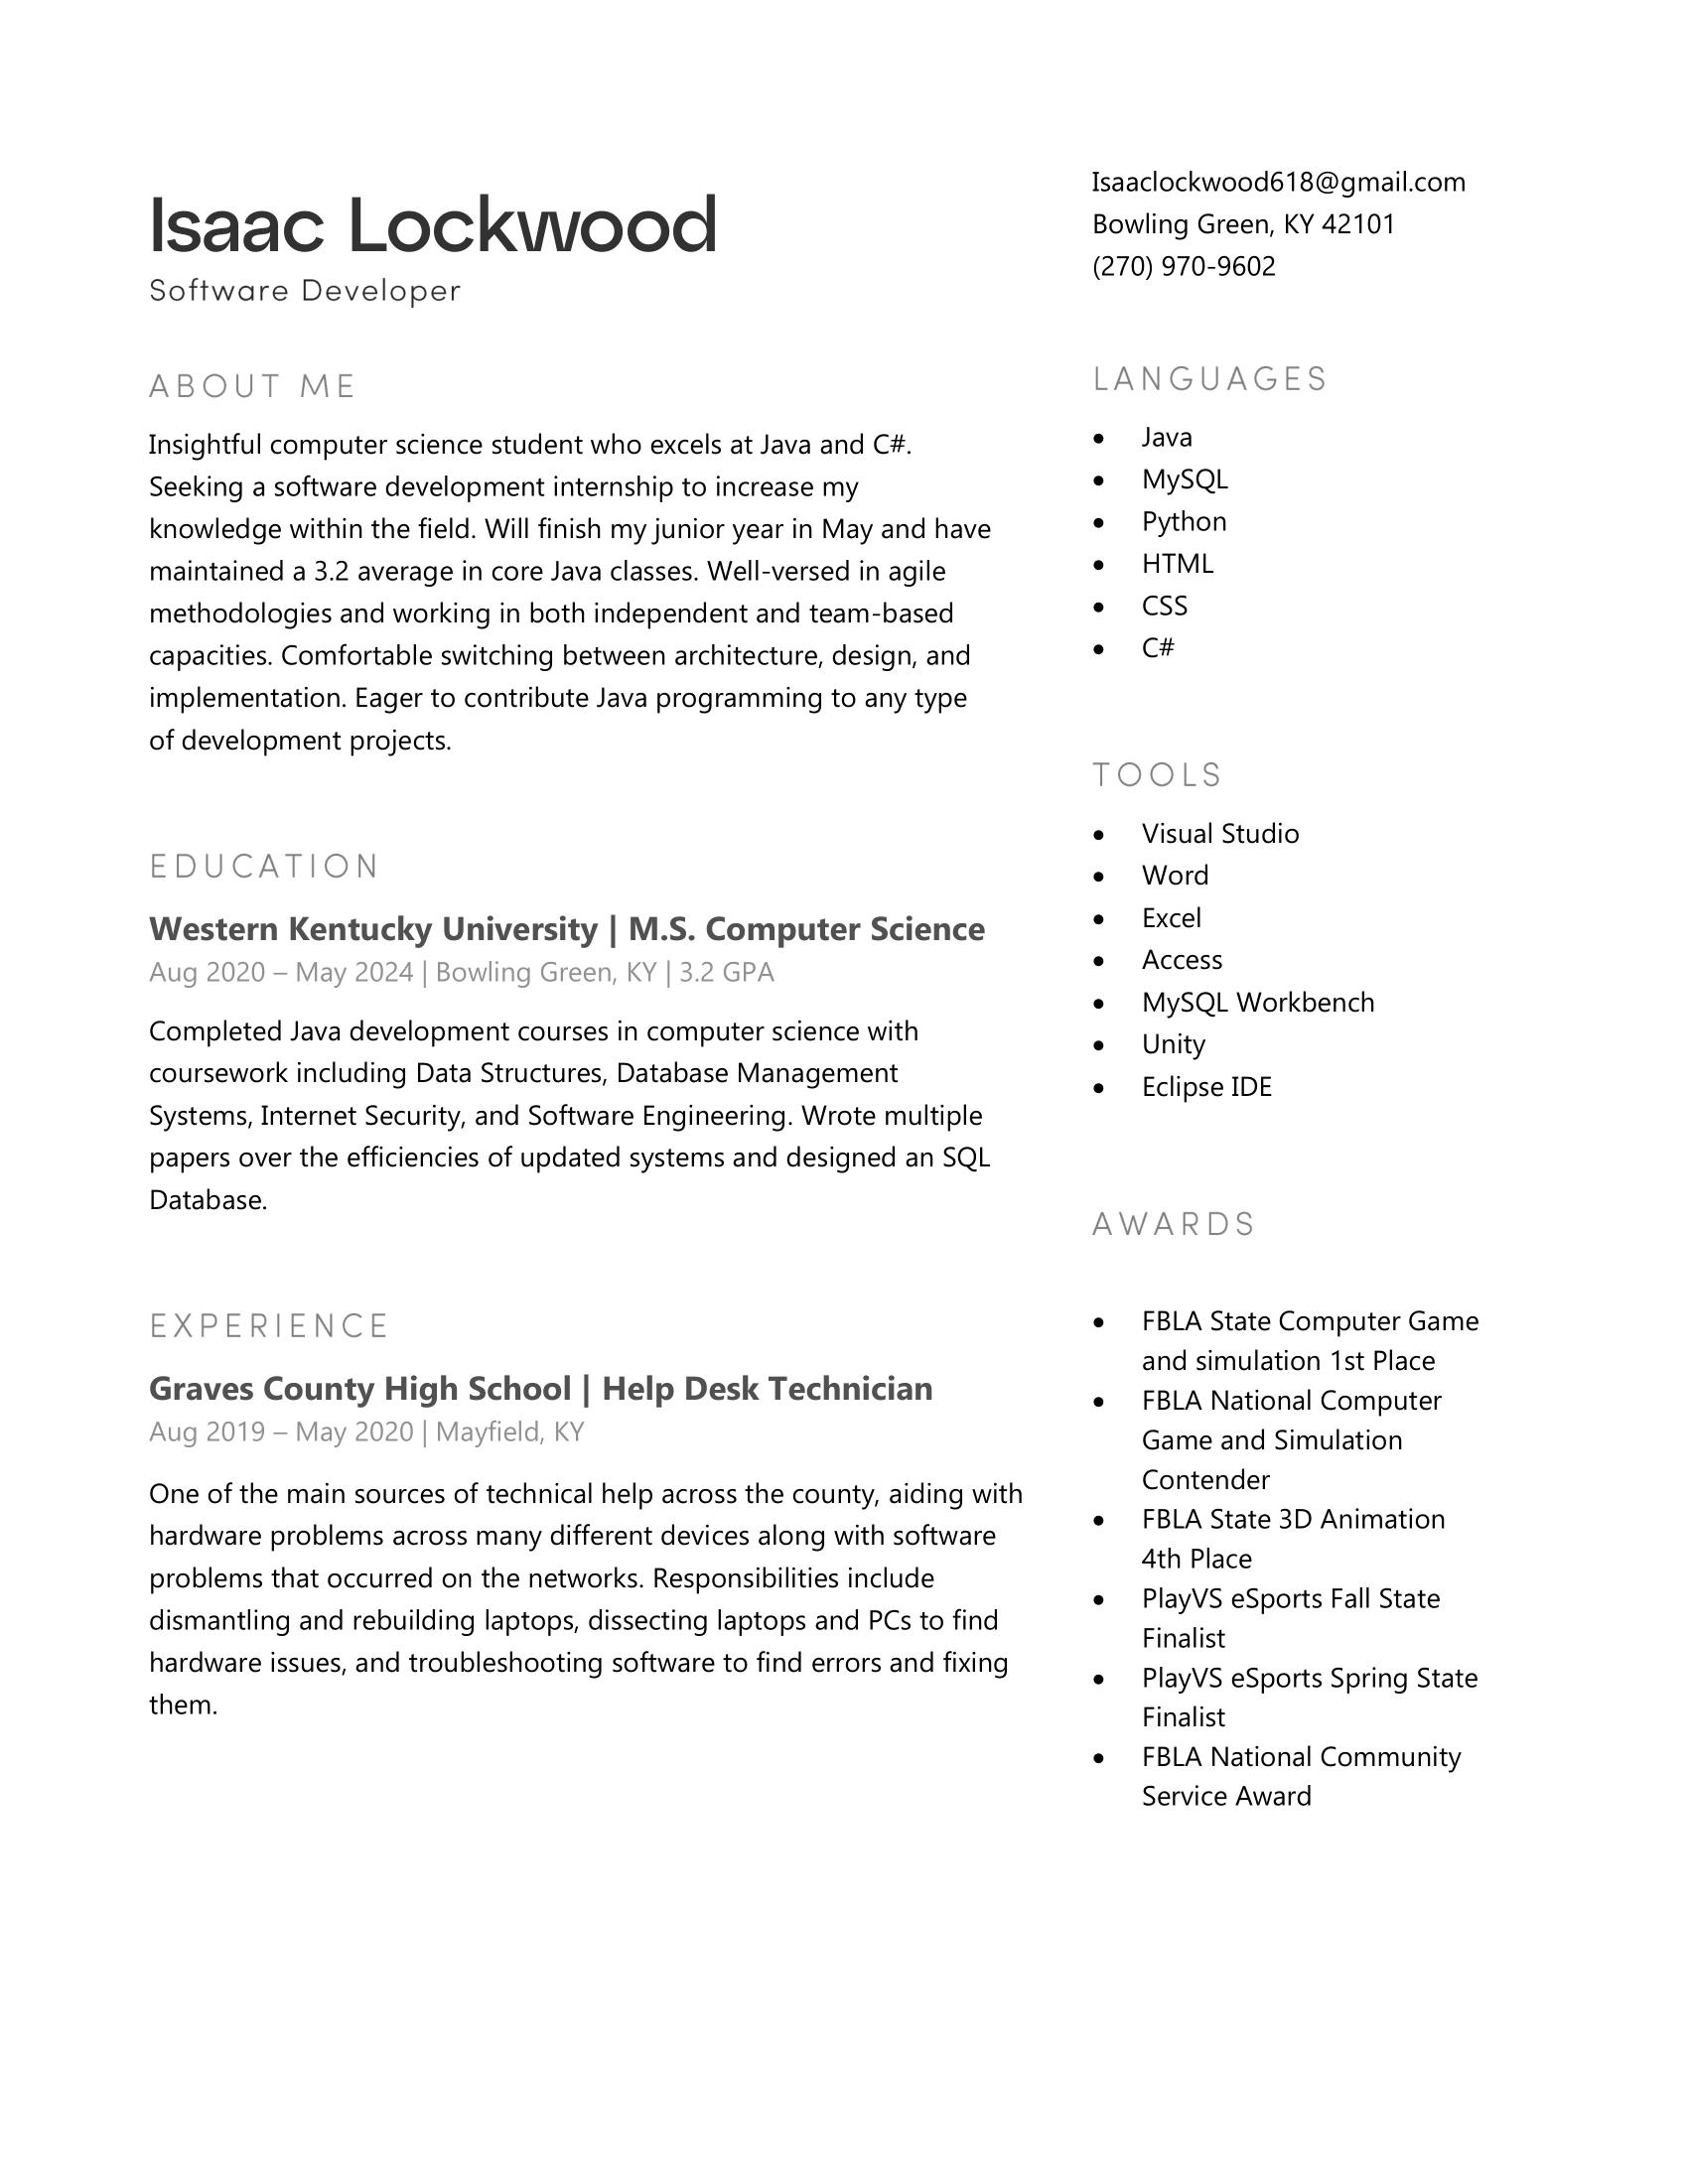 Isaac Lockwood
Software Developer
ABOUT ME
Insightful computer science student who excels at Java and C#.
Seeking a software development internship to increase my
knowledge within the field. Will finish my junior year in May and have
maintained a 3.2 average in core Java classes. Well-versed in agile
methodologies and working in both independent and team-based
capacities. Comfortable switching between architecture, design, and
implementation. Eager to contribute Java programming to any type
of development projects.
EDUCATION
Western Kentucky University | M.S. Computer Science
Aug 2020 – May 2024 | Bowling Green, KY | 3.2 GPA
Completed Java development courses in computer science with
coursework including Data Structures, Database Management
Systems, Internet Security, and Software Engineering. Wrote multiple
papers over the efficiencies of updated systems and designed an SQL
Database.
EXPERIENCE
Graves County High School | Help Desk Technician
Aug 2019 – May 2020 | Mayfield, KY
One of the main sources of technical help across the county, aiding with
hardware problems across many different devices along with software
problems that occurred on the networks. Responsibilities include
dismantling and rebuilding laptops, dissecting laptops and PCs to find
hardware issues, and troubleshooting software to find errors and fixing
them.
Isaaclockwood618@gmail.com
Bowling Green, KY 42101
(270) 970-9602
LANGUAGES
• Java
• MySQL
• Python
• HTML
• CSS
• C#
TOOLS
• Visual Studio
• Word
• Excel
• Access
• MySQL Workbench
• Unity
• Eclipse IDE
AWARDS
• FBLA State Computer Game
and simulation 1st Place
• FBLA National Computer
Game and Simulation
Contender
• FBLA State 3D Animation
4th Place
• PlayVS eSports Fall State
Finalist
• PlayVS eSports Spring State
Finalist
• FBLA National Community
Service Award